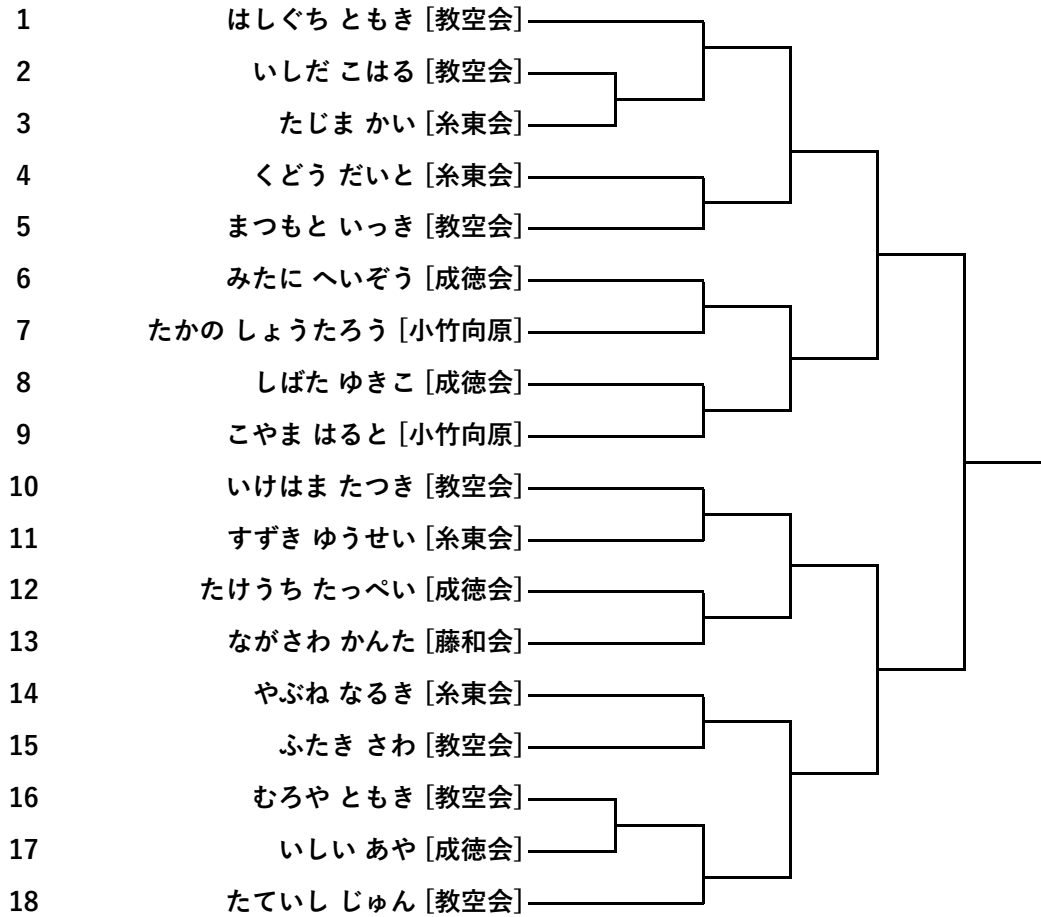 1 はしぐち ともき [教空会]
2 いしだ こはる [教空会]
3 たじま かい [糸東会]
4 くどう だいと [糸東会]
5 まつもと いっき [教空会]
6 みたに へいぞう [成徳会]
7 たかの しょうたろう [小竹向原]
8 しばた ゆきこ [成徳会]
9 こやま はると [小竹向原]
10 いけはま たつき [教空会]
11 すずき ゆうせい [糸東会]
12 たけうち たっぺい [成徳会]
13 ながさわ かんた [藤和会]
14 やぶね なるき [糸東会]
15 ふたき さわ [教空会]
16 むろや ともき [教空会]
17 いしい あや [成徳会]
18 たていし じゅん [教空会]